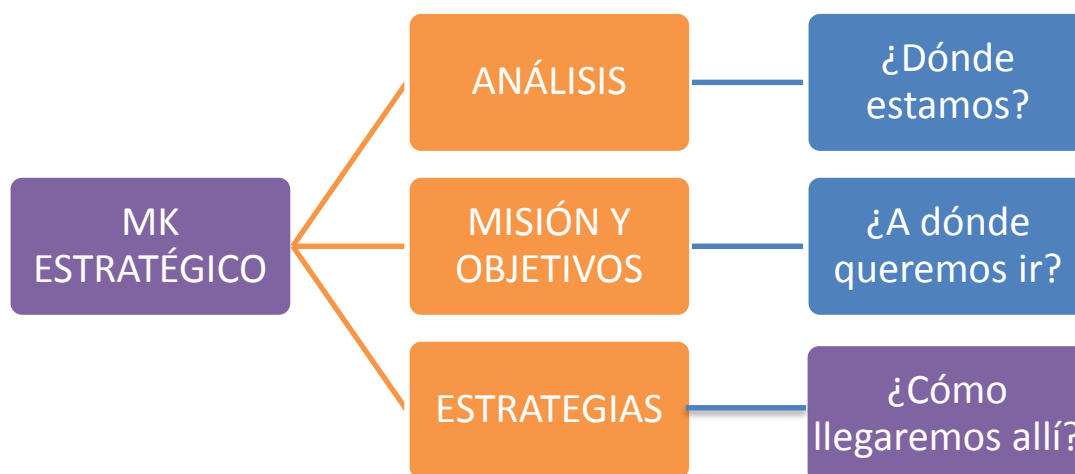 ANÁLISIS
¿Dónde
estamos?
MK
ESTRATÉGICO
MISIÓN Y
OBJETIVOS
¿A dónde
queremos ir?
ESTRATEGIAS
¿Cómo
llegaremos allí?